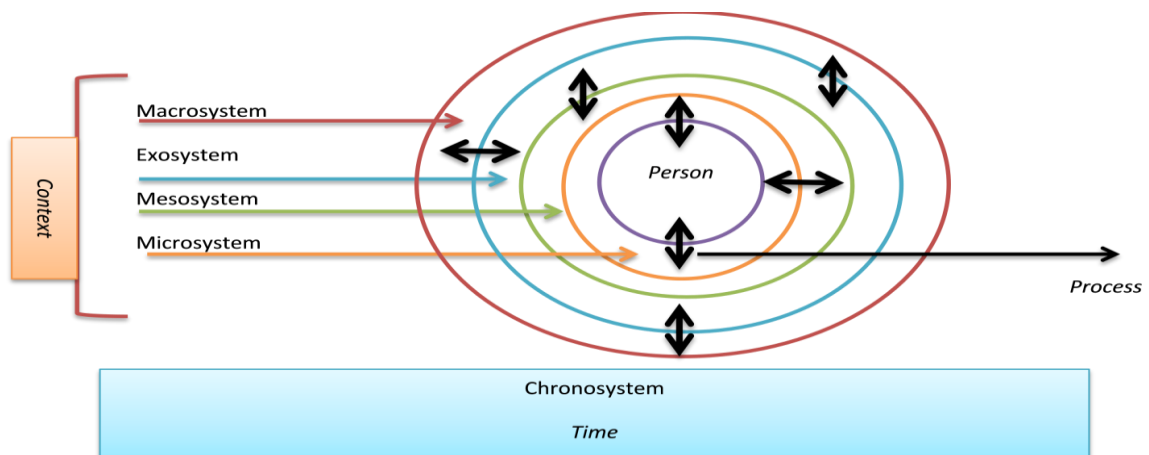 Macrosystem
Exosystem
Mesosystem
Microsystem
Context
Person
Process
Chronosystem
Time